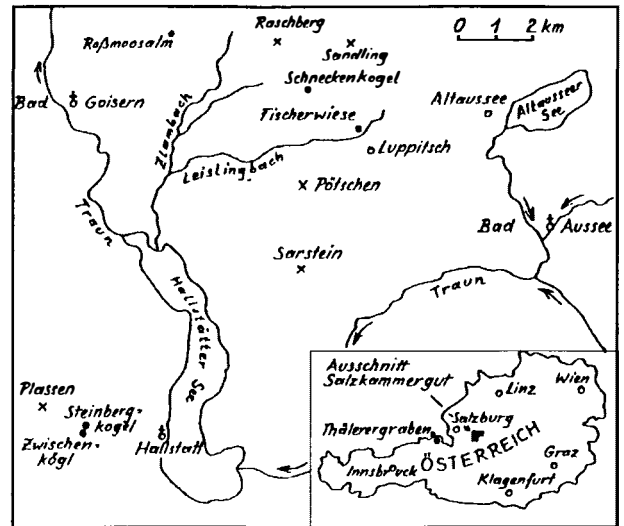 Raschberg
Roßmoosalm
Sandling
0 1 2 km
Schneckenkogel
Bad Goisern
Zlambach
Fischerwiese
Altaussee
Altausseer
See
Luppitsch
Leislingbach
Pötschen
Traun
Bad Aussee
Sarstein
Hallstätter
See
Traun
Plassen
Steinberg-
kogel
Zwischen-
kögl
Hallstatt
Ausschnitt
Salzkammergut
Linz
Wien
Thälerergraben
Salzburg
ÖSTERREICH
Innsbruck
Graz
Klagenfurt